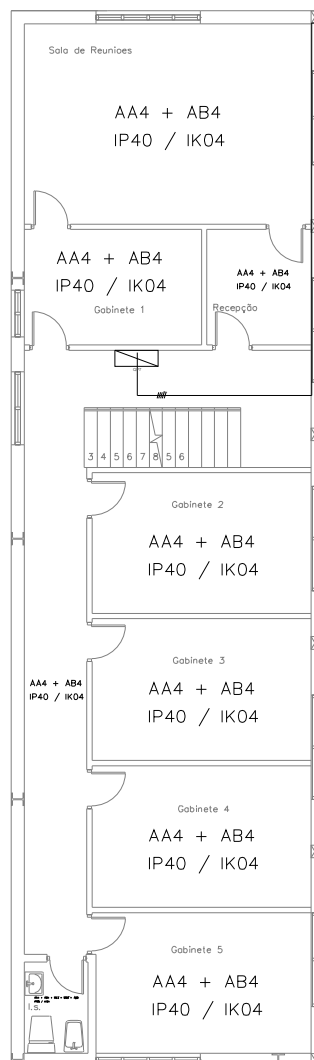 Sala de Reunioes
AA4 + AB4
IP40 / IK04
AA4 + AB4
IP40 / IK04
Gabinete 1
AA4 + AB4
IP40 / IK04
Recepção
3 4 5 6 7 8 5 6
Gabinete 2
AA4 + AB4
IP40 / IK04
Gabinete 3
AA4 + AB4
IP40 / IK04
AA4 + AB4
IP40 / IK04
Gabinete 4
AA4 + AB4
IP40 / IK04
Gabinete 5
AA4 + AB4
IP40 / IK04
I.s.